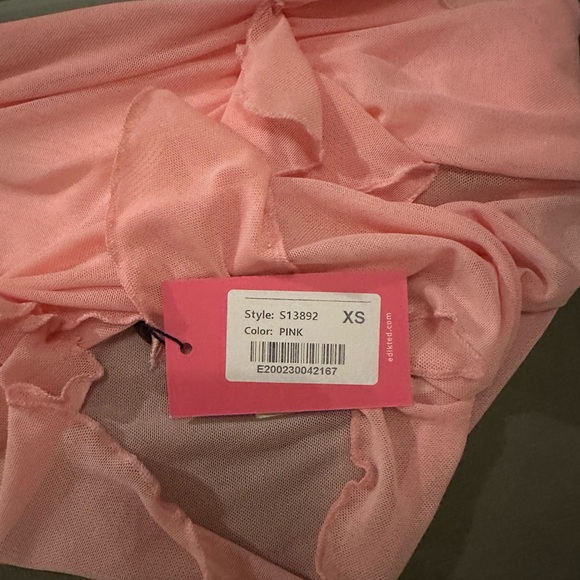 Style: S13892 XS
Color: PINK
E200230042167
edikted.com